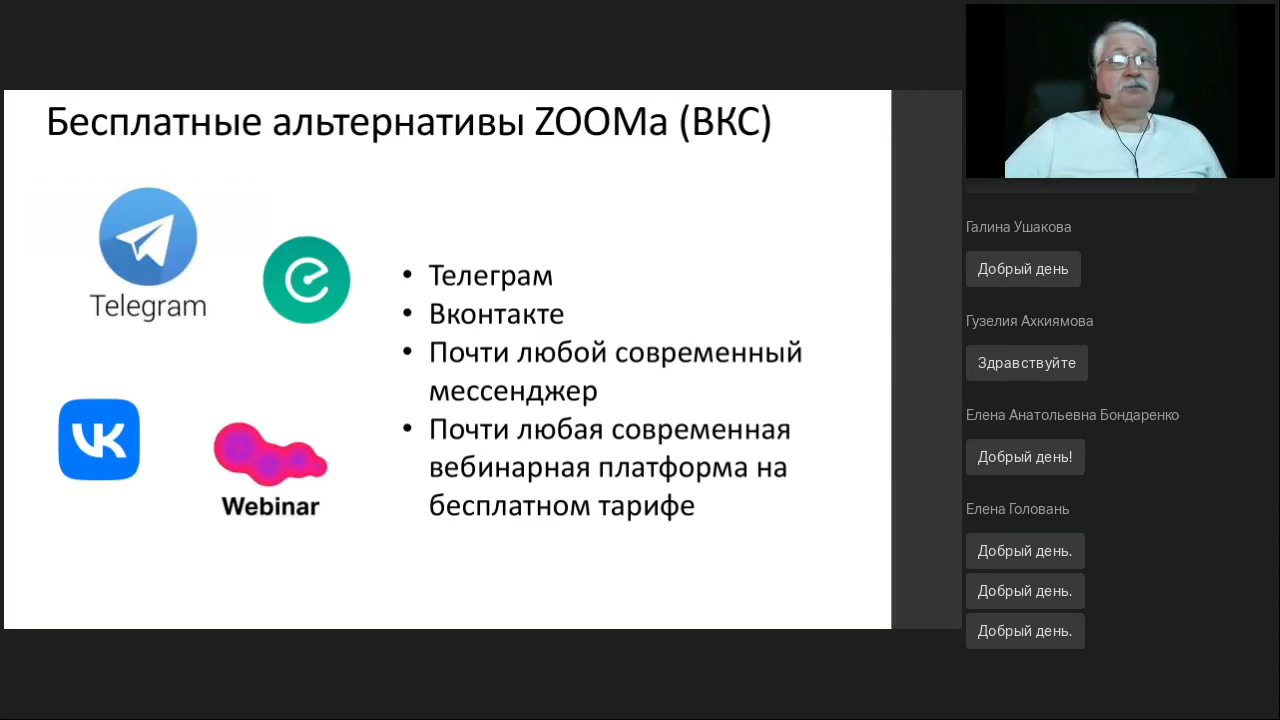 Бесплатные альтернативы ZOOMа (ВКС)
Telegram
Webinar
• Телеграм
• Вконтакте
• Почти любой современный
мессенджер
• Почти любая современная
вебинарная платформа на
бесплатном тарифе
Галина Ушакова
Добрый день
Гузелия Ахкиямова
Здравствуйте
Елена Анатольевна Бондаренко
Добрый день!
Елена Головань
Добрый день.
Добрый день.
Добрый день.